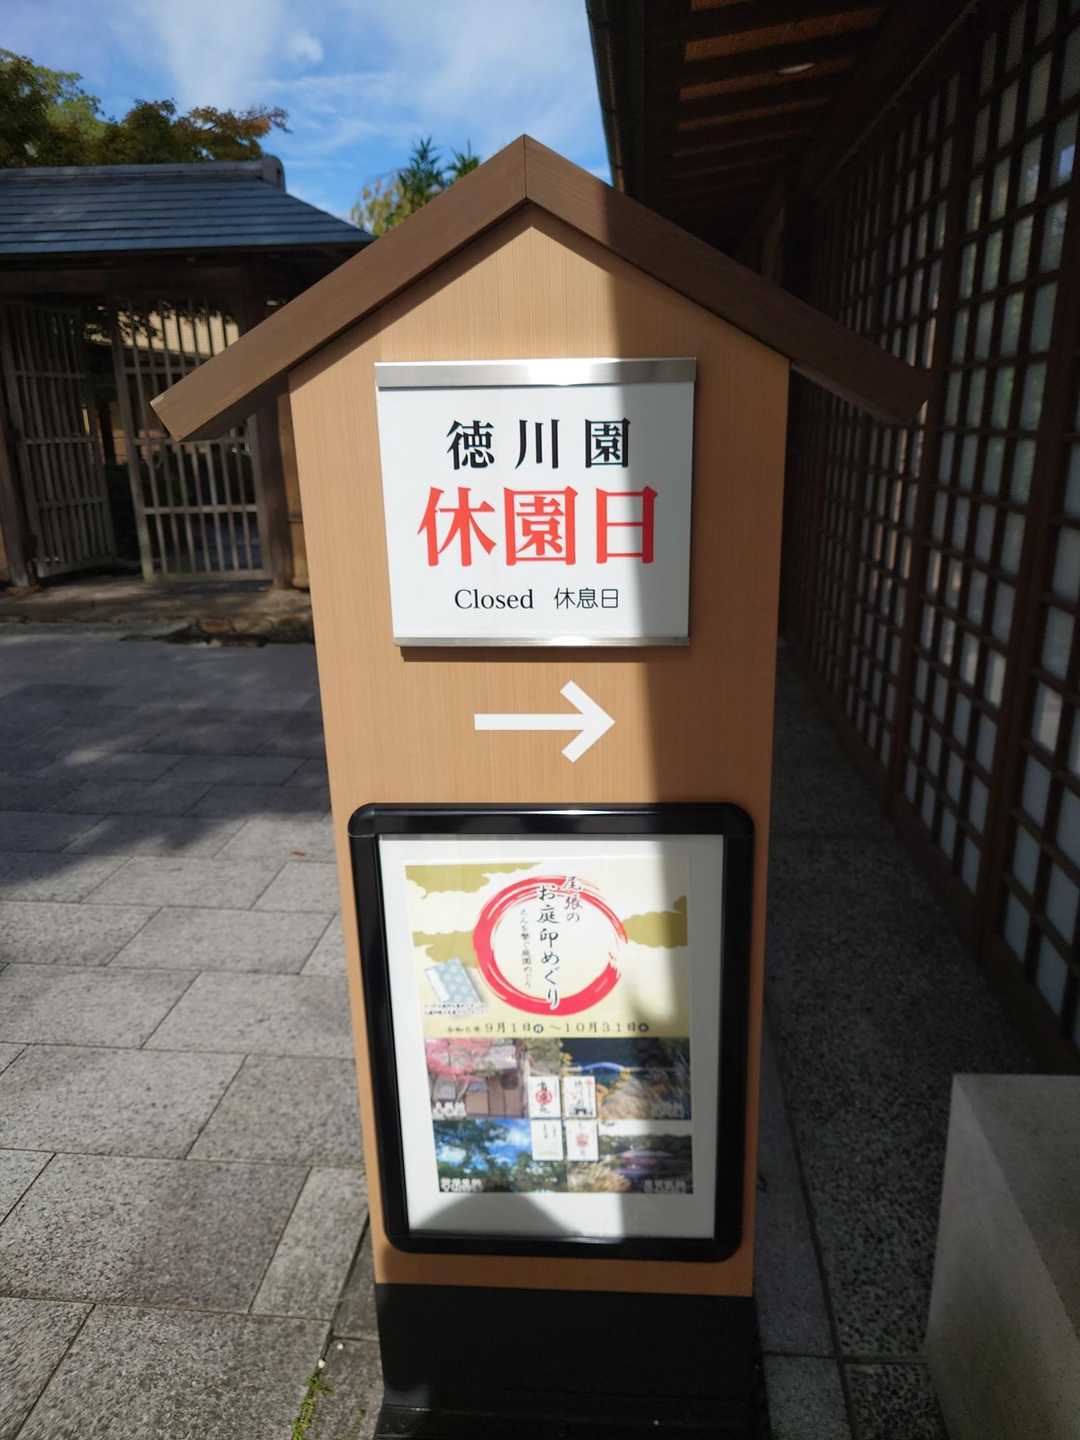 徳川園
休園日
Closed 休息日
尾張の
お庭印めぐり
9月1日 ～10月31日